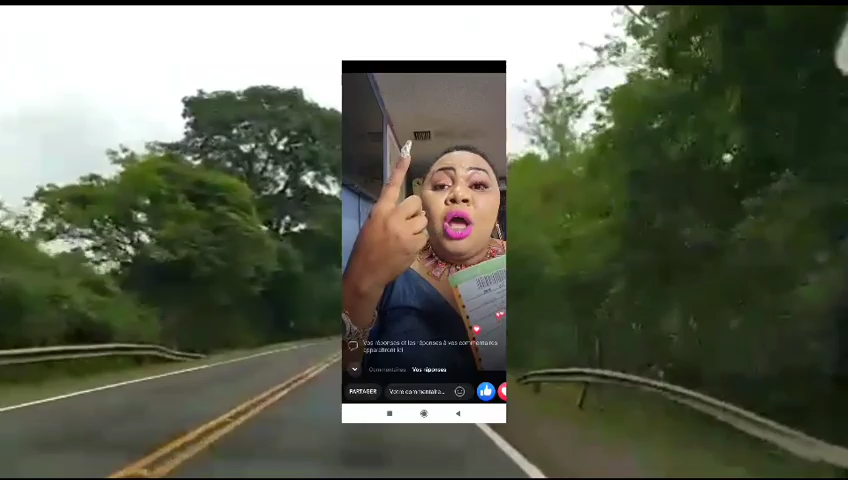 Vos réponses et les réponses à vos commentaires
apparaîtront ici
Commentaires Vos réponses
PARTAGER Votre commentaire...